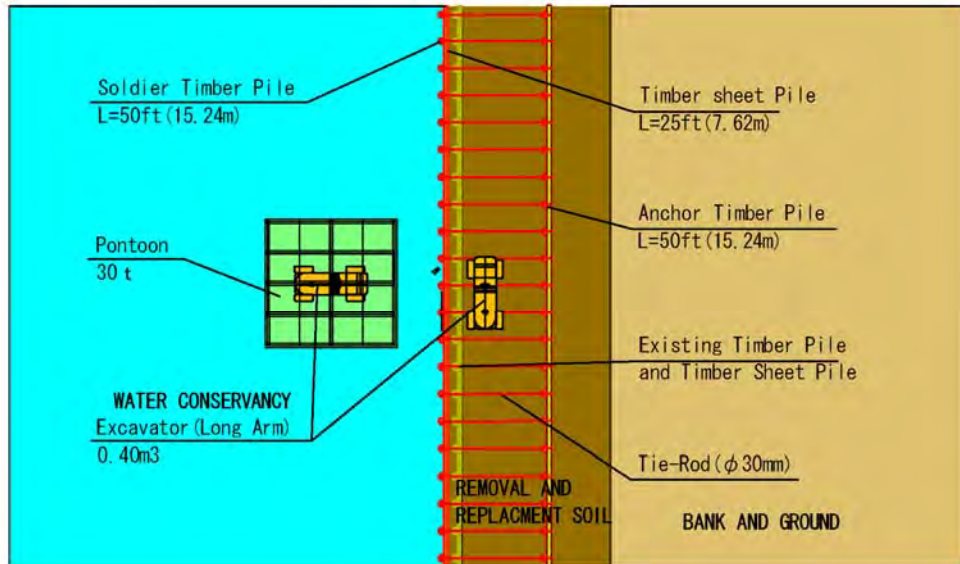 Soldier Timber Pile
L=50ft(15.24m)
Pontoon
30 t
WATER CONSERVANCY
Excavator(Long Arm)
0.40m3
Timber sheet Pile
L=25ft(7.62m)
Anchor Timber Pile
L=50ft(15.24m)
Existing Timber Pile
and Timber Sheet Pile
Tie-Rod(φ30mm)
REMOVAL AND
REPLACMENT SOIL
BANK AND GROUND